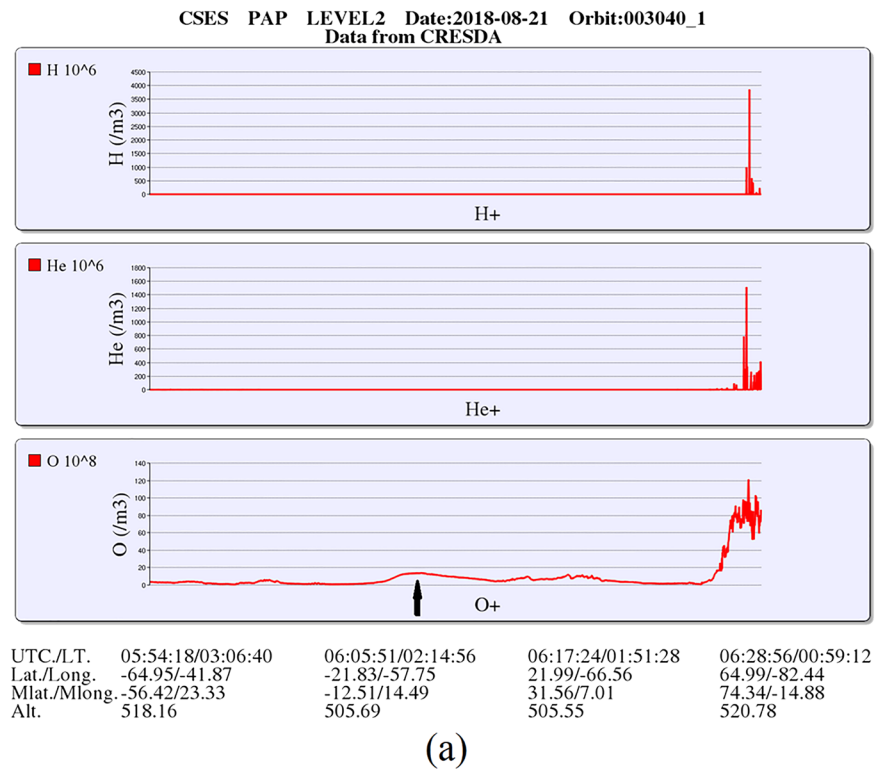 CSES PAP LEVEL2 Date:2018-08-21 Orbit:003040_1
Data from CRESDA
H 10^6
H (/m3)
4500
4000
3500
3000
2500
2000
1500
1000
500
0
H+
He 10^6
He (/m3)
1800
1600
1400
1200
1000
800
600
400
200
0
He+
O 10^8
O (/m3)
140
120
100
80
60
40
20
0
O+
UTC./LT. 05:54:18/03:06:40 06:05:51/02:14:56 06:17:24/01:51:28 06:28:56/00:59:12
Lat./Long. -64.95/-41.87 -21.83/-57.75 21.99/-66.56 64.99/-82.44
Mlat./Mlong. -56.42/23.33 -12.51/14.49 31.56/7.01 74.34/-14.88
Alt. 518.16 505.69 505.55 520.78
(a)